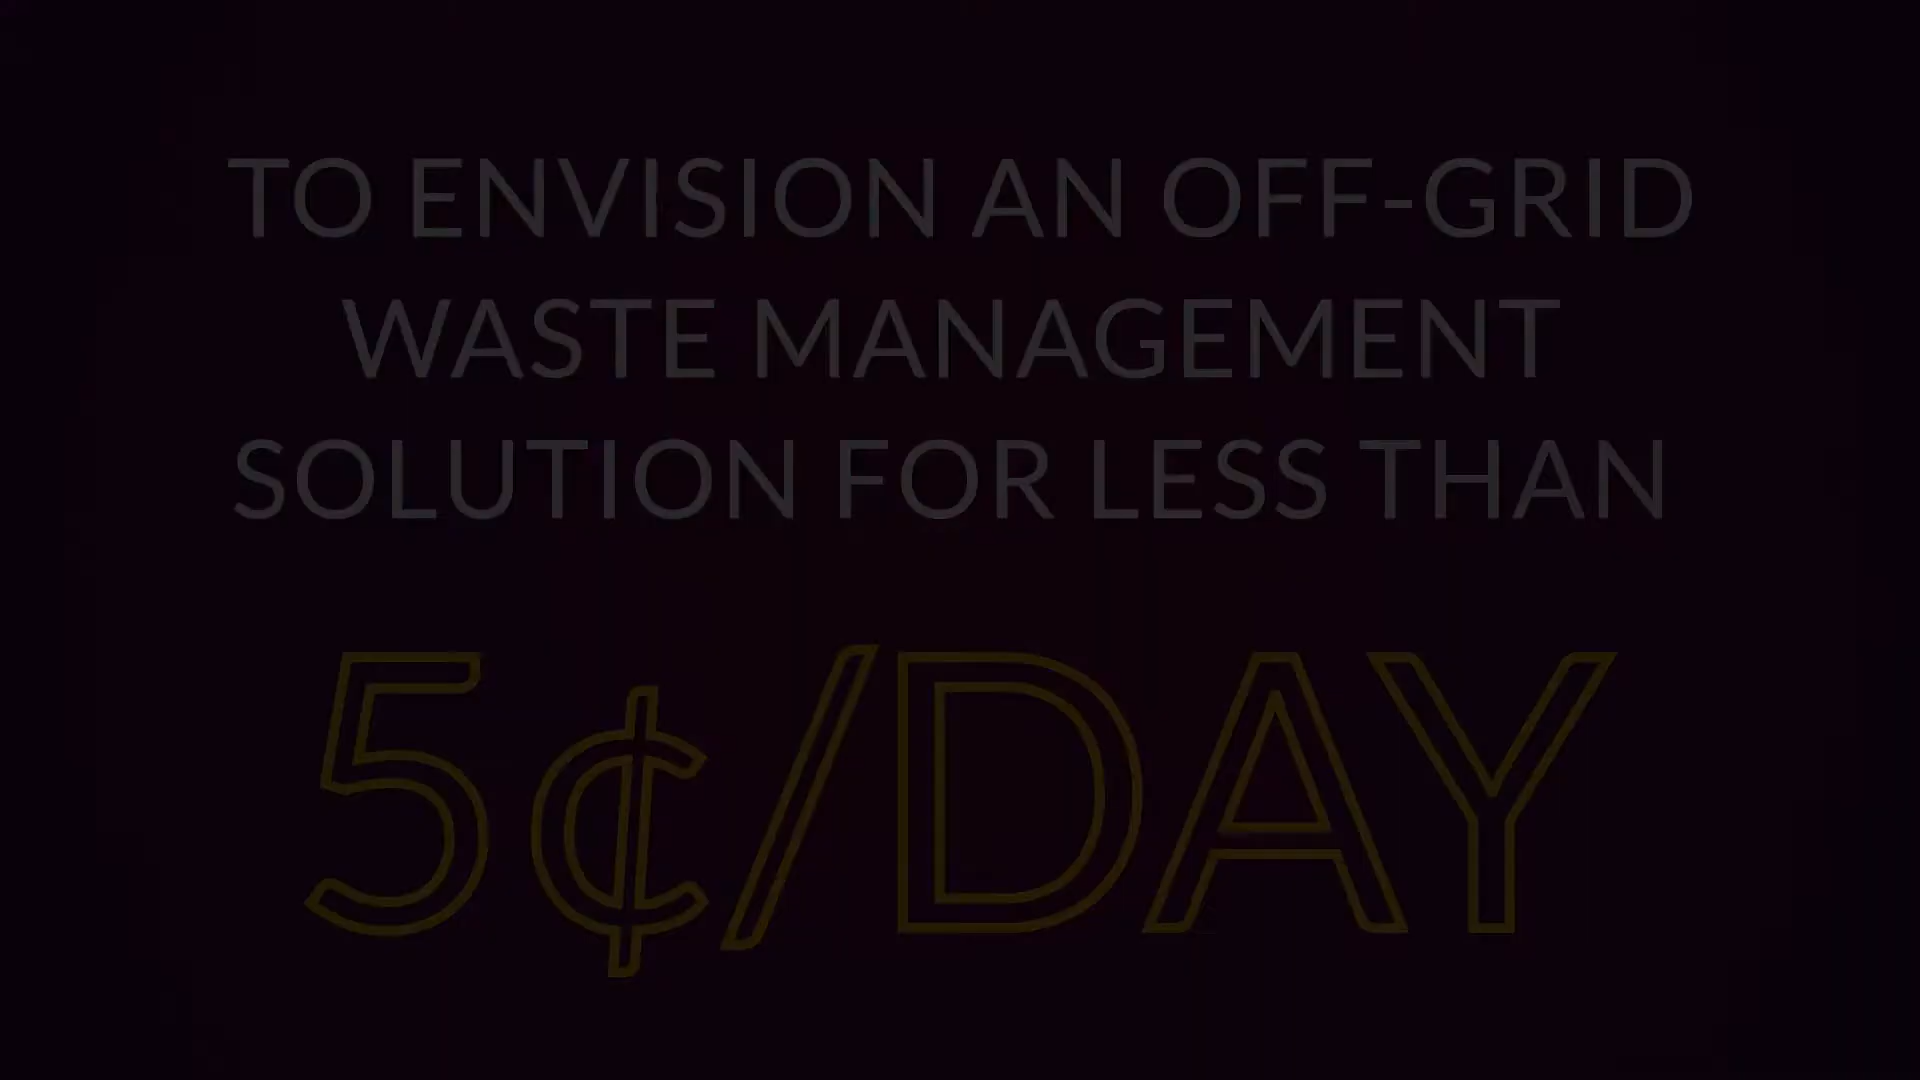 TO ENVISION AN OFF-GRID
WASTE MANAGEMENT
SOLUTION FOR LESS THAN
5¢/DAY